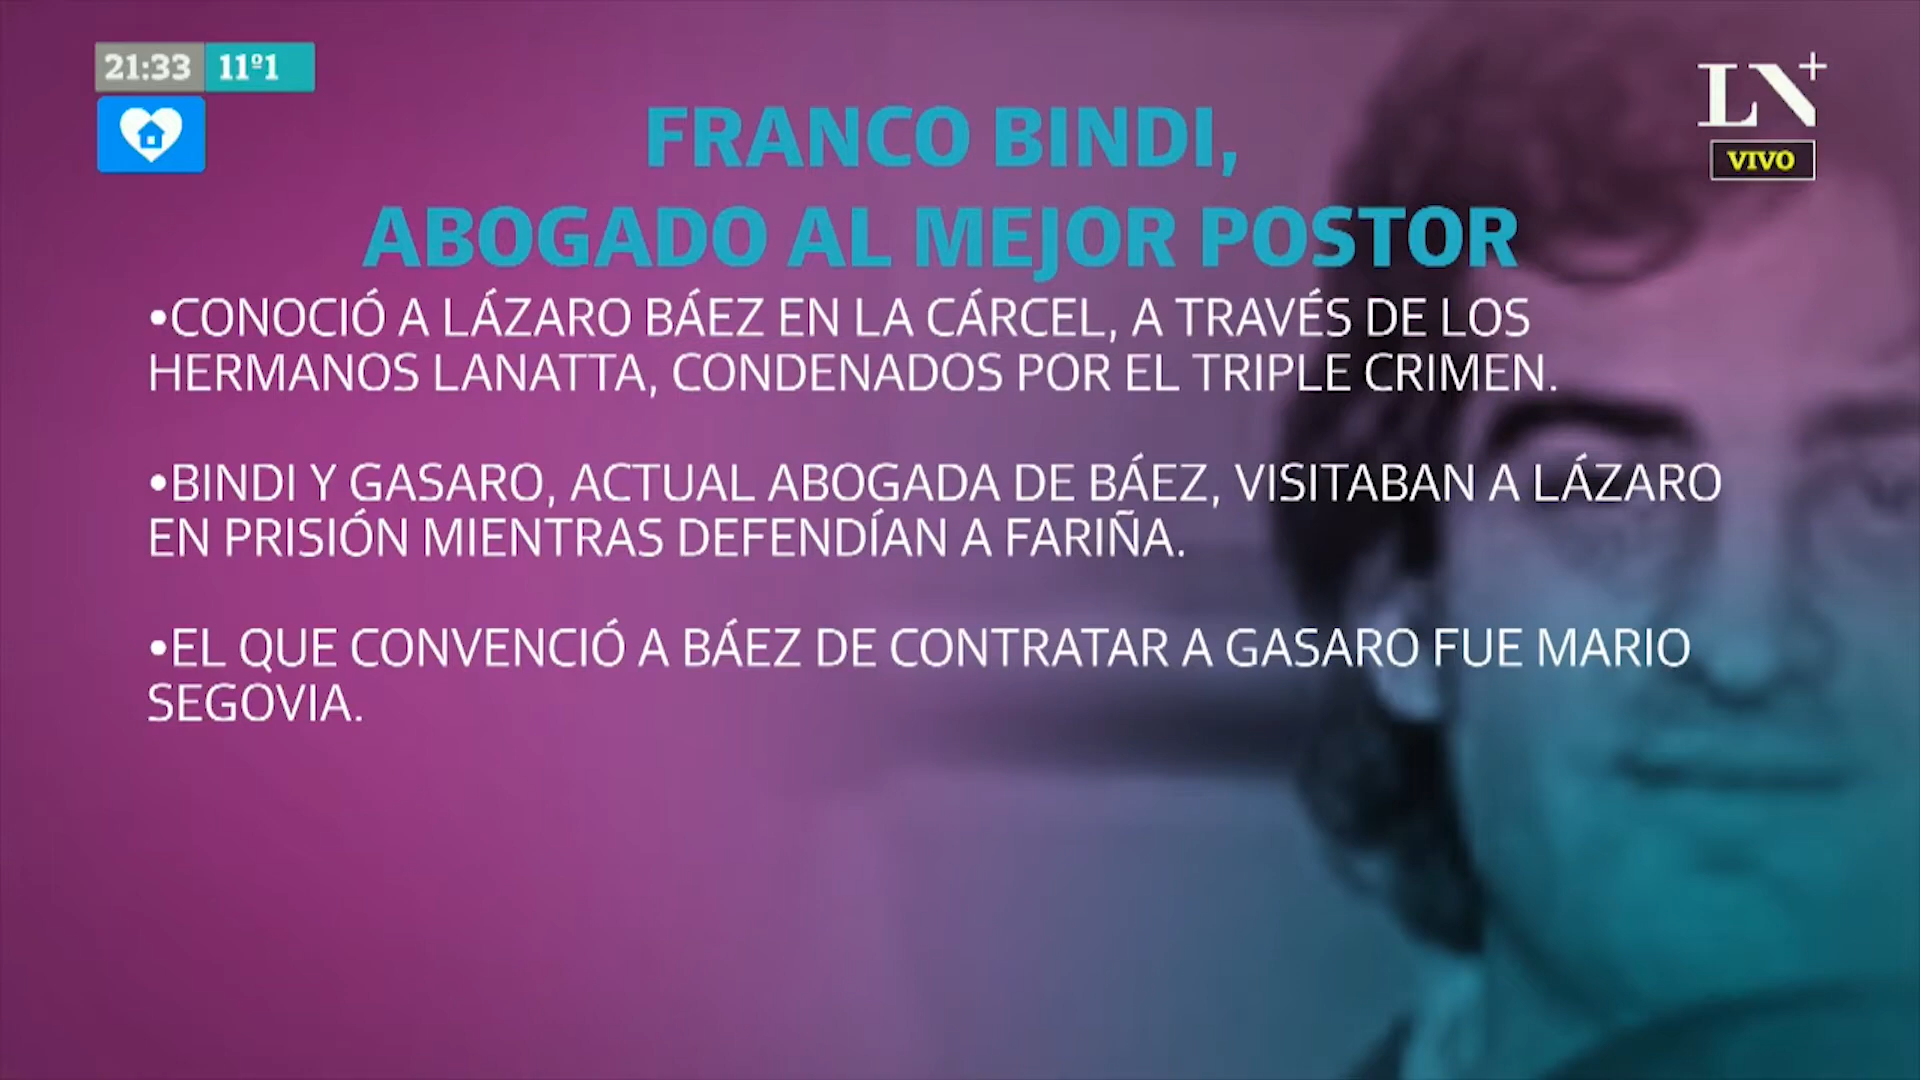 21:33 11º1
LN+
VIVO
FRANCO BINDI,
ABOGADO AL MEJOR POSTOR
•CONOCIÓ A LÁZARO BÁEZ EN LA CÁRCEL, A TRAVÉS DE LOS
HERMANOS LANATTA, CONDENADOS POR EL TRIPLE CRIMEN.
•BINDI Y GASARO, ACTUAL ABOGADA DE BÁEZ, VISITABAN A LÁZARO
EN PRISIÓN MIENTRAS DEFENDÍAN A FARIÑA.
•EL QUE CONVENCIÓ A BÁEZ DE CONTRATAR A GASARO FUE MARIO
SEGOVIA.